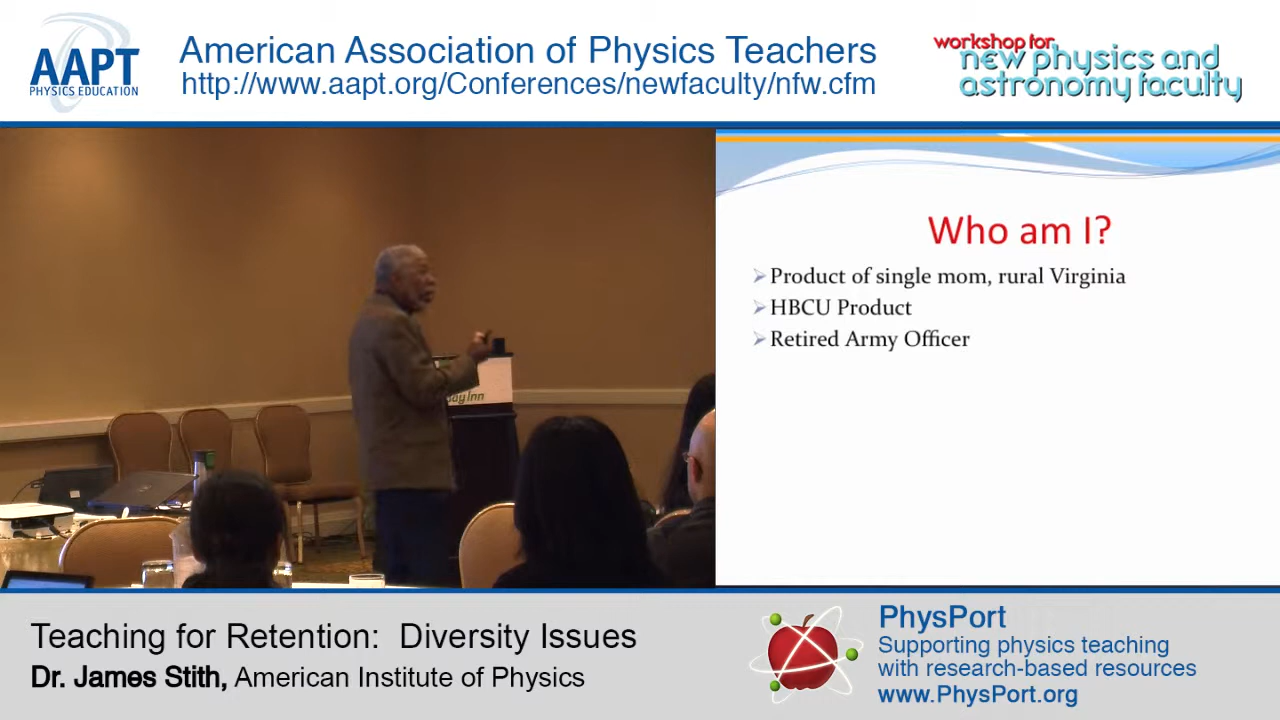 AAPT
PHYSICS EDUCATION
American Association of Physics Teachers
http://www.aapt.org/Conferences/newfaculty/nfw.cfm
workshop for
new physics and
astronomy faculty
Who am I?
Product of single mom, rural Virginia
HBCU Product
Retired Army Officer
Inn
Teaching for Retention: Diversity Issues
Dr. James Stith, American Institute of Physics
PhysPort
Supporting physics teaching
with research-based resources
www.PhysPort.org